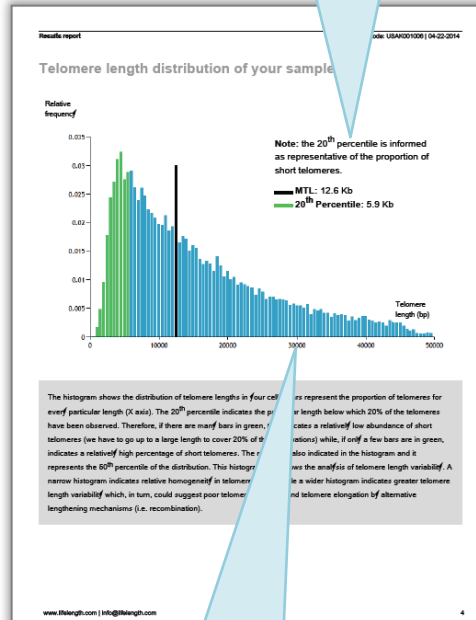 Results report
ode: USAK001006 | 04-22-2014
Telomere length distribution of your sample
Relative
frequency
Note: the 20th percentile is informed
as representative of the proportion of
short telomeres.
MTL: 12.6 Kb
20th Percentile: 5.9 Kb
0.035
0.03
0.025
0.02
0.015
0.01
0.005
0
Telomere
length (bp)
0 10000 20000 30000 40000 50000
The histogram shows the distribution of telomere lengths in your cell ars represent the proportion of telomeres for
every particular length (X axis). The 20th percentile indicates the p ar length below which 20% of the telomeres
have been observed. Therefore, if there are many bars in green, cates a relatively low abundance of short
telomeres (we have to go up to a large length to cover 20% of th ations) while, if only a few bars are in green,
indicates a relatively high percentage of short telomeres. The also indicated in the histogram and it
represents the 50th percentile of the distribution. This histogram ws the analysis of telomere length variability. A
narrow histogram indicates relative homogeneity in telomere e a wider histogram indicates greater telomere
length variability which, in turn, could suggest poor telomer nd telomere elongation by alternative
lengthening mechanisms (i.e. recombination).
www.lifelength.com | info@lifelength.com
4